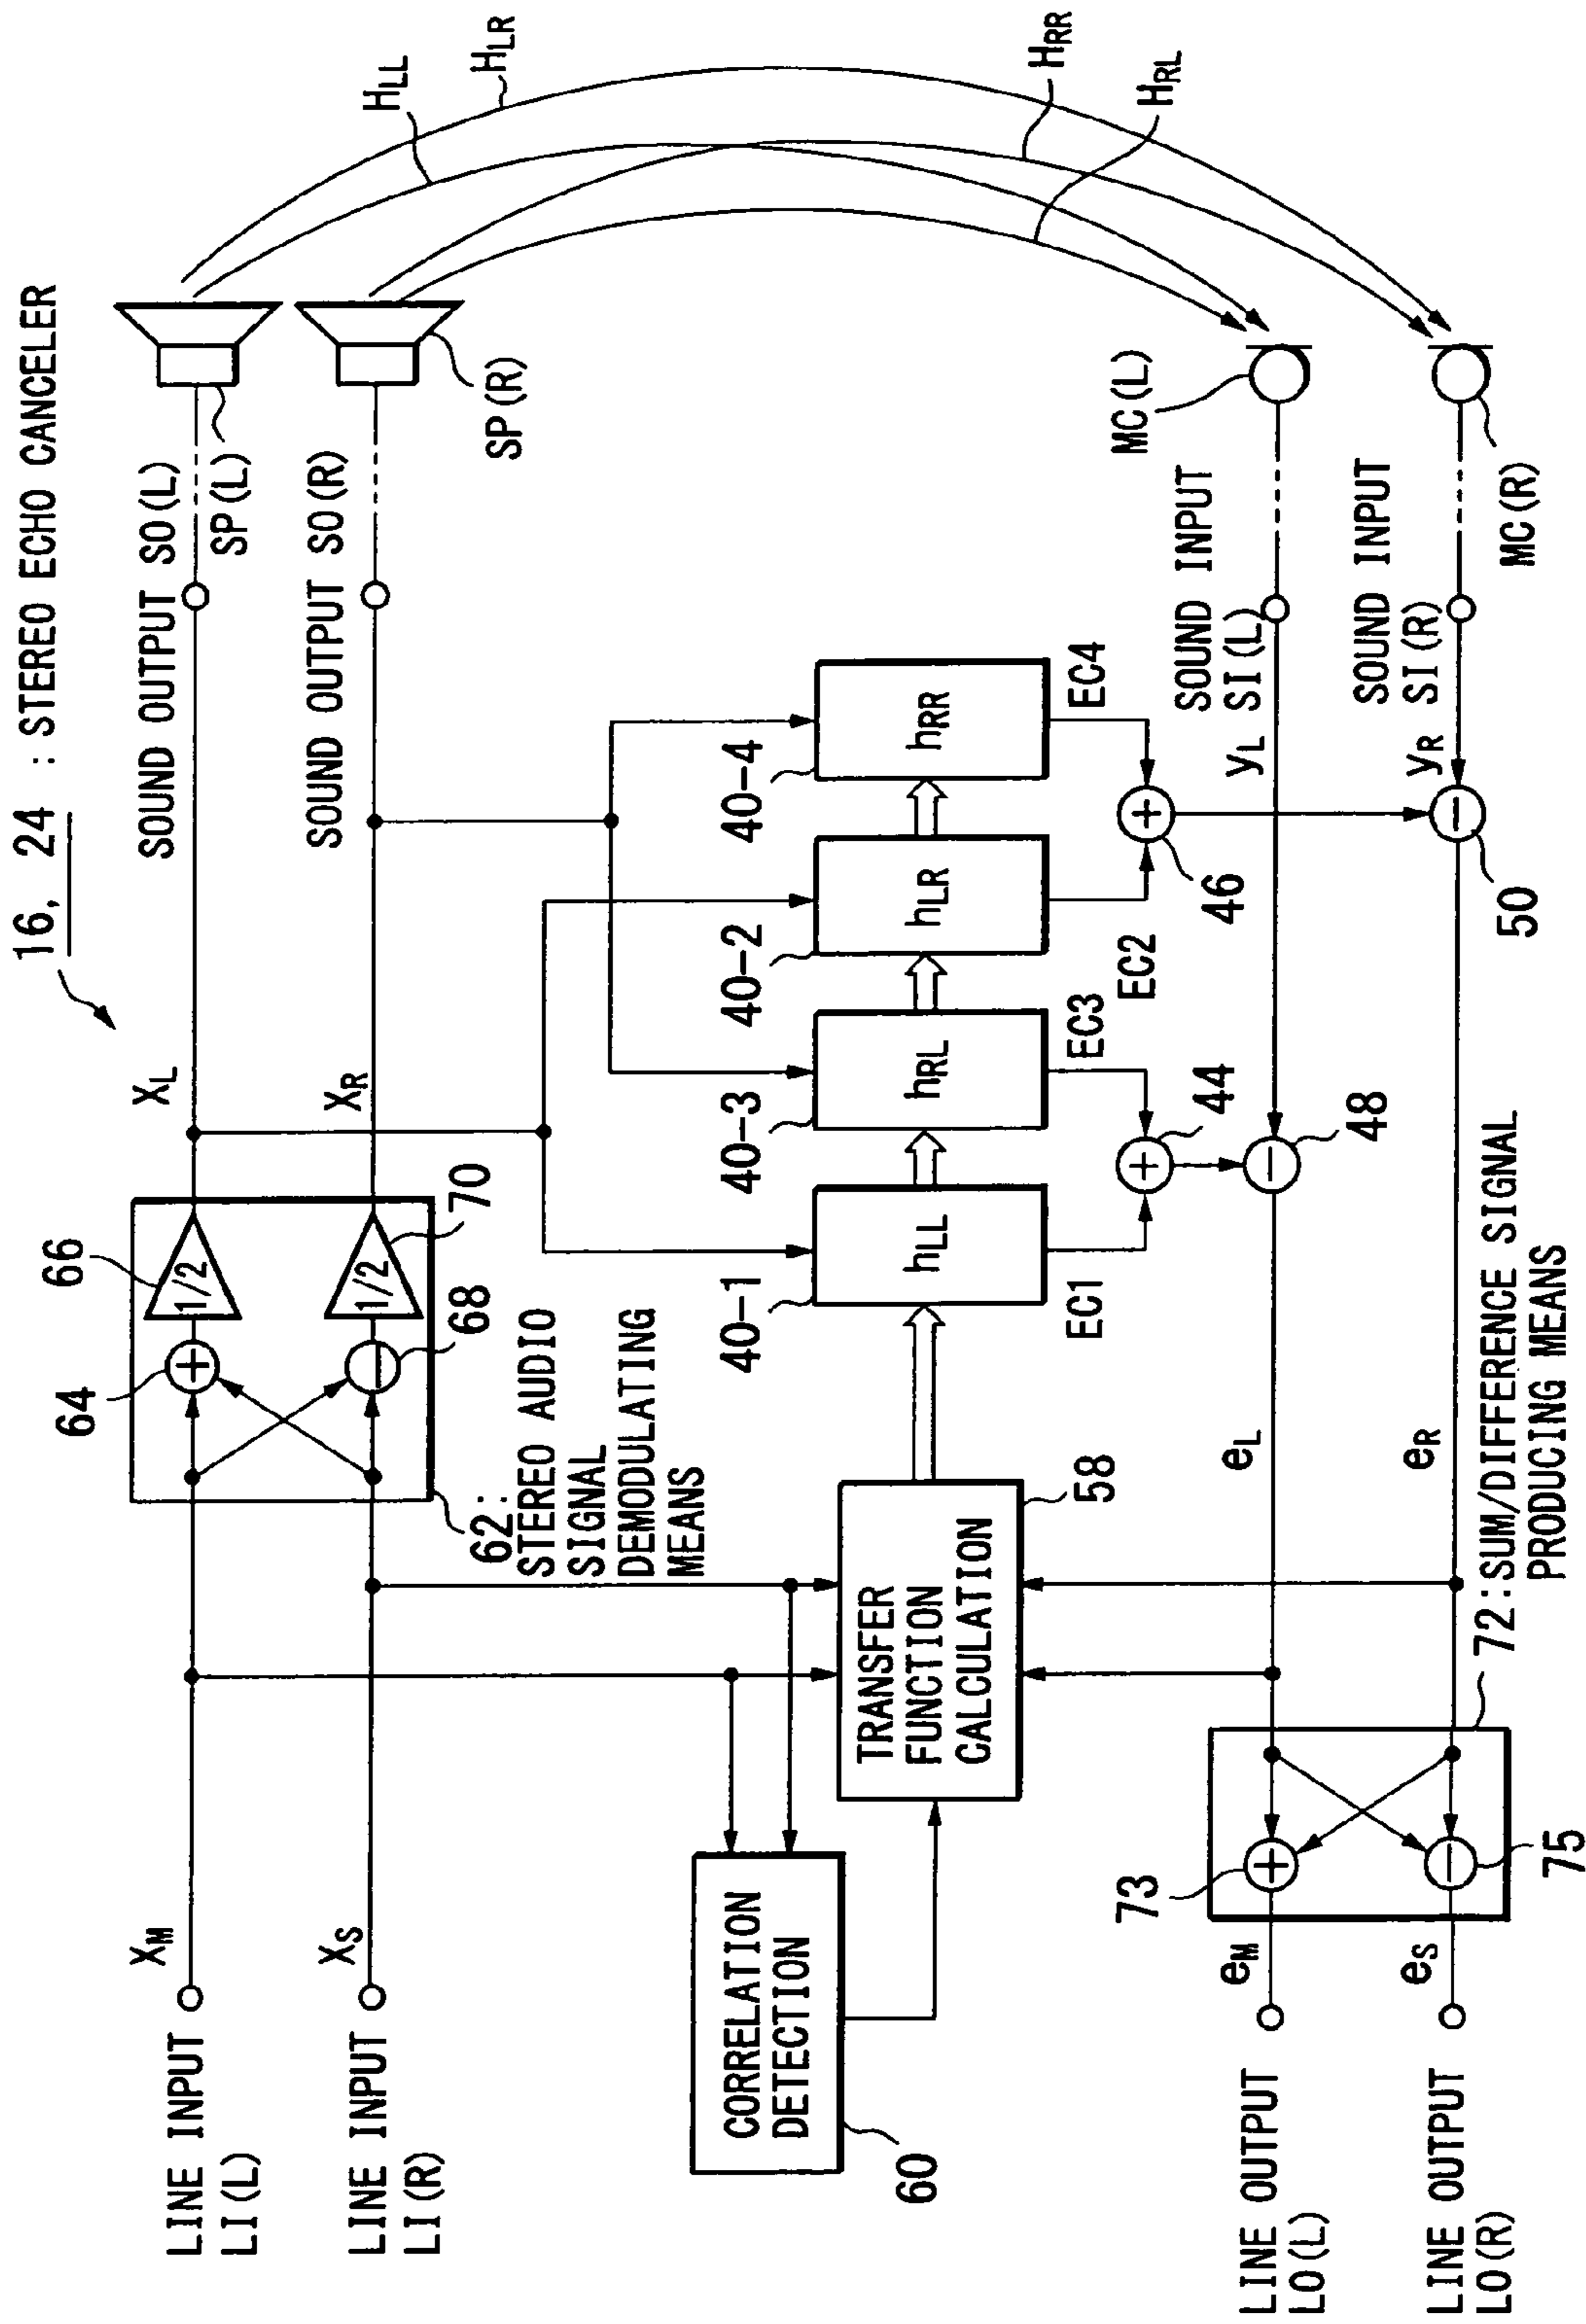 16, 24 : STEREO ECHO CANCELER
LINE INPUT
LI(L)
XM
64
66
1/2
XL
SOUND OUTPUT SO(L)
SP(L)
HLL
HLR
LINE INPUT
LI(R)
XS
68
1/2
70
XR
SOUND OUTPUT SO(R)
SP(R)
62:
STEREO AUDIO
SIGNAL
DEMODULATING
MEANS
CORRELATION
DETECTION
60
TRANSFER
FUNCTION
CALCULATION
58
40-1
hLL
EC1
40-3
hRL
EC3
40-2
hLR
EC2
40-4
hRR
EC4
44
46
HRR
HRL
LINE OUTPUT
LO(L)
eM
73
eL
48
yL
SOUND INPUT
SI(L)
MC(L)
LINE OUTPUT
LO(R)
eS
75
eR
50
yR
SOUND INPUT
SI(R)
MC(R)
72:SUM/DIFFERENCE SIGNAL
PRODUCING MEANS